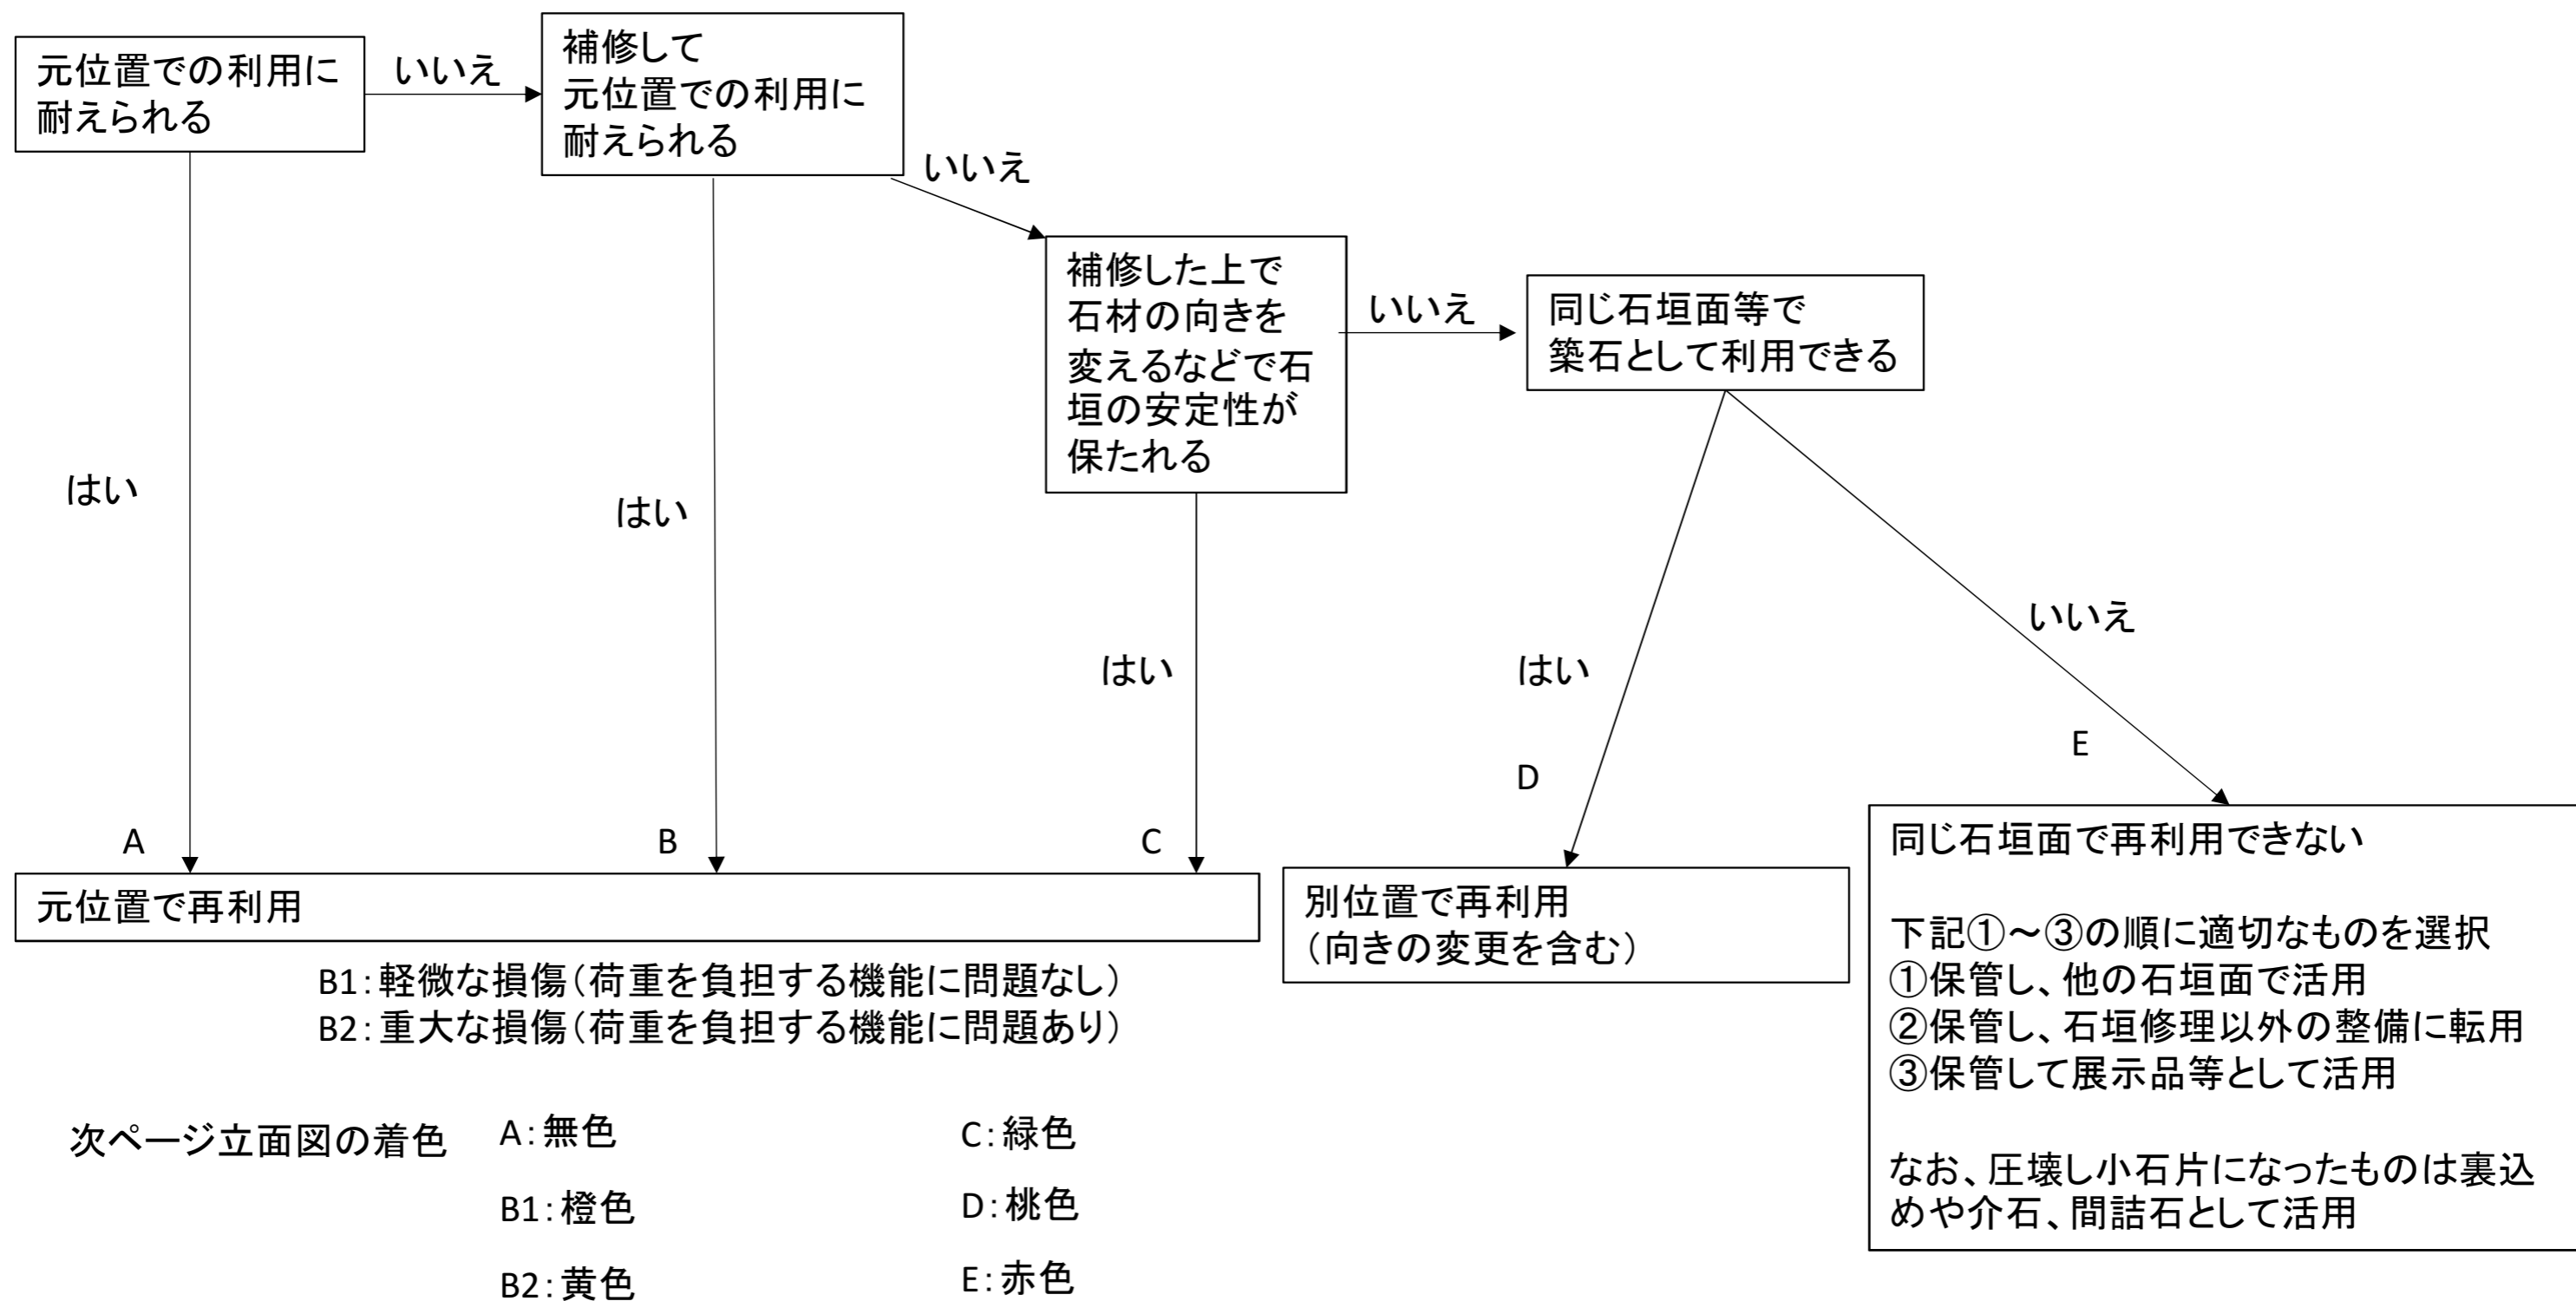 元位置での利用に
耐えられる
いいえ
補修して
元位置での利用に
耐えられる
いいえ
補修した上で
石材の向きを
変えるなどで石
垣の安定性が
保たれる
いいえ
同じ石垣面等で
築石として利用できる
はい
はい
はい
はい
いいえ
A
B
C
D
E
元位置で再利用
別位置で再利用
（向きの変更を含む）
同じ石垣面で再利用できない
下記①～③の順に適切なものを選択
①保管し、他の石垣面で活用
②保管し、石垣修理以外の整備に転用
③保管して展示品等として活用
なお、圧壊し小石片になったものは裏込
めや介石、間詰石として活用
B1：軽微な損傷（荷重を負担する機能に問題なし）
B2：重大な損傷（荷重を負担する機能に問題あり）
次ページ立面図の着色
A：無色
B1：橙色
B2：黄色
C：緑色
D：桃色
E：赤色